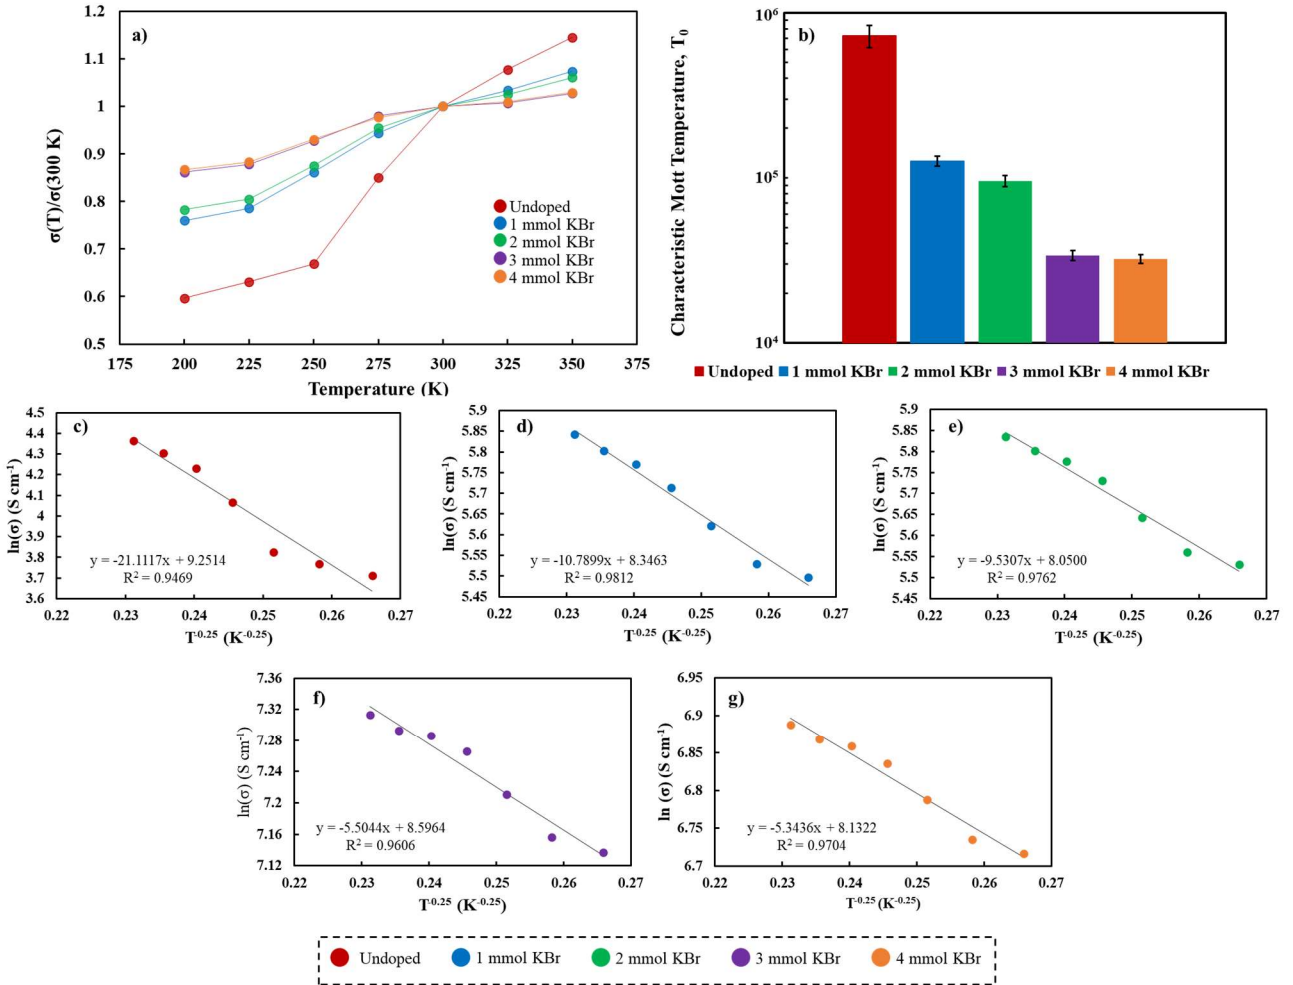 a)
1.2
1.1
1
0.9
0.8
0.7
0.6
0.5
σ(T)/σ(300 K)
Undoped
1 mmol KBr
2 mmol KBr
3 mmol KBr
4 mmol KBr
175 200 225 250 275 300 325 350 375
Temperature (K)
b)
10⁶
10⁵
10⁴
Characteristic Mott Temperature, T₀
Undoped 1 mmol KBr 2 mmol KBr 3 mmol KBr 4 mmol KBr
c)
4.5
4.4
4.3
4.2
4.1
4
3.9
3.8
3.7
3.6
ln(σ) (S cm⁻¹)
y = -21.1117x + 9.2514
R² = 0.9469
0.22 0.23 0.24 0.25 0.26 0.27
T⁻⁰·²⁵ (K⁻⁰·²⁵)
d)
5.9
5.85
5.8
5.75
5.7
5.65
5.6
5.55
5.5
5.45
ln(σ) (S cm⁻¹)
y = -10.7899x + 8.3463
R² = 0.9812
0.22 0.23 0.24 0.25 0.26 0.27
T⁻⁰·²⁵ (K⁻⁰·²⁵)
e)
5.9
5.85
5.8
5.75
5.7
5.65
5.6
5.55
5.5
5.45
ln(σ) (S cm⁻¹)
y = -9.5307x + 8.0500
R² = 0.9762
0.22 0.23 0.24 0.25 0.26 0.27
T⁻⁰·²⁵ (K⁻⁰·²⁵)
f)
7.36
7.32
7.28
7.24
7.2
7.16
7.12
ln(σ) (S cm⁻¹)
y = -5.5044x + 8.5964
R² = 0.9606
0.22 0.23 0.24 0.25 0.26 0.27
T⁻⁰·²⁵ (K⁻⁰·²⁵)
g)
6.95
6.9
6.85
6.8
6.75
6.7
ln (σ) (S cm⁻¹)
y = -5.3436x + 8.1322
R² = 0.9704
0.22 0.23 0.24 0.25 0.26 0.27
T⁻⁰·²⁵ (K⁻⁰·²⁵)
Undoped 1 mmol KBr 2 mmol KBr 3 mmol KBr 4 mmol KBr